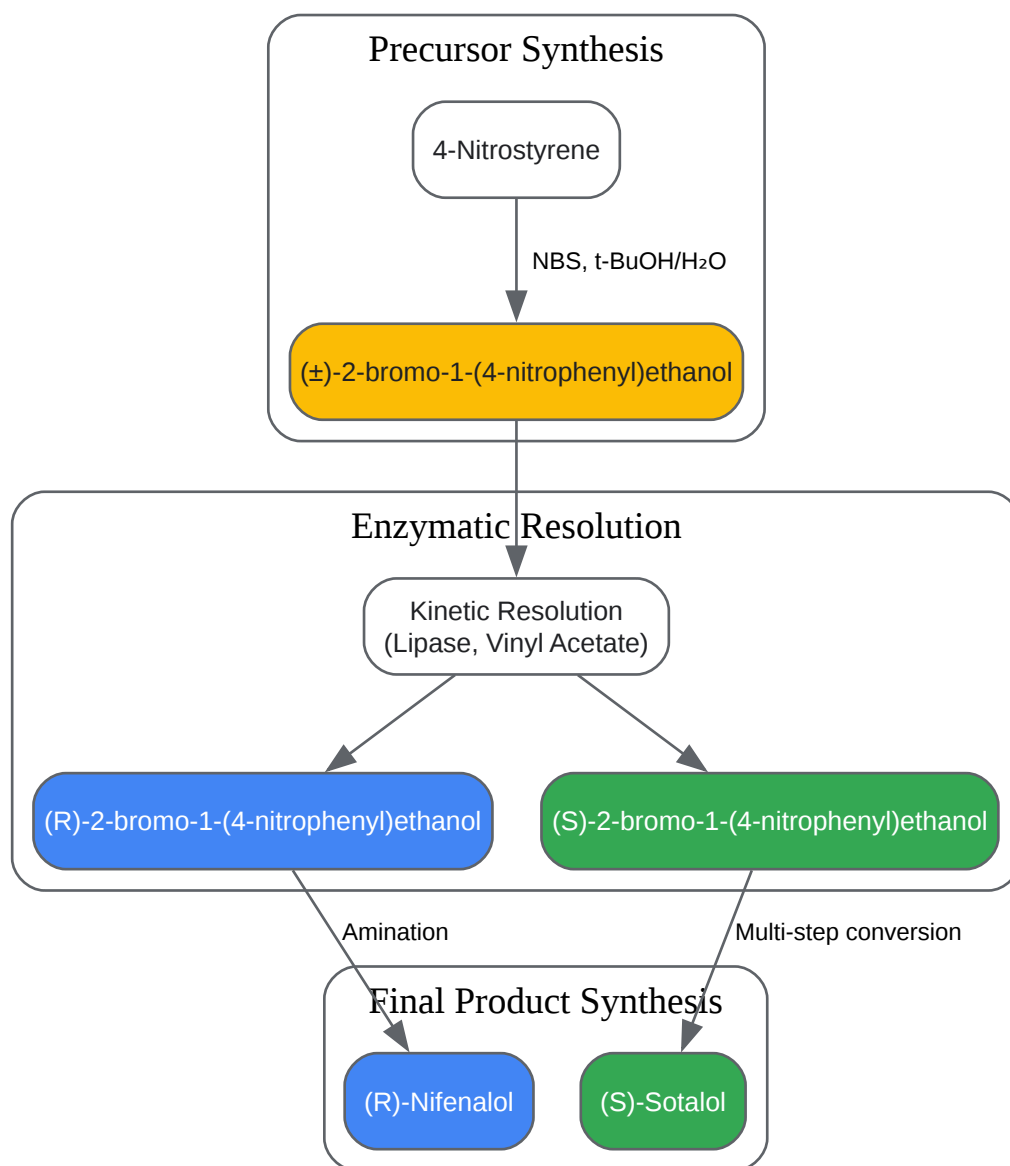 Precursor Synthesis
4-Nitrostyrene
NBS, t-BuOH/H₂O
(±)-2-bromo-1-(4-nitrophenyl)ethanol
Enzymatic Resolution
Kinetic Resolution
(Lipase, Vinyl Acetate)
(R)-2-bromo-1-(4-nitrophenyl)ethanol
(S)-2-bromo-1-(4-nitrophenyl)ethanol
Amination
Multi-step conversion
Final Product Synthesis
(R)-Nifenalol
(S)-Sotalol